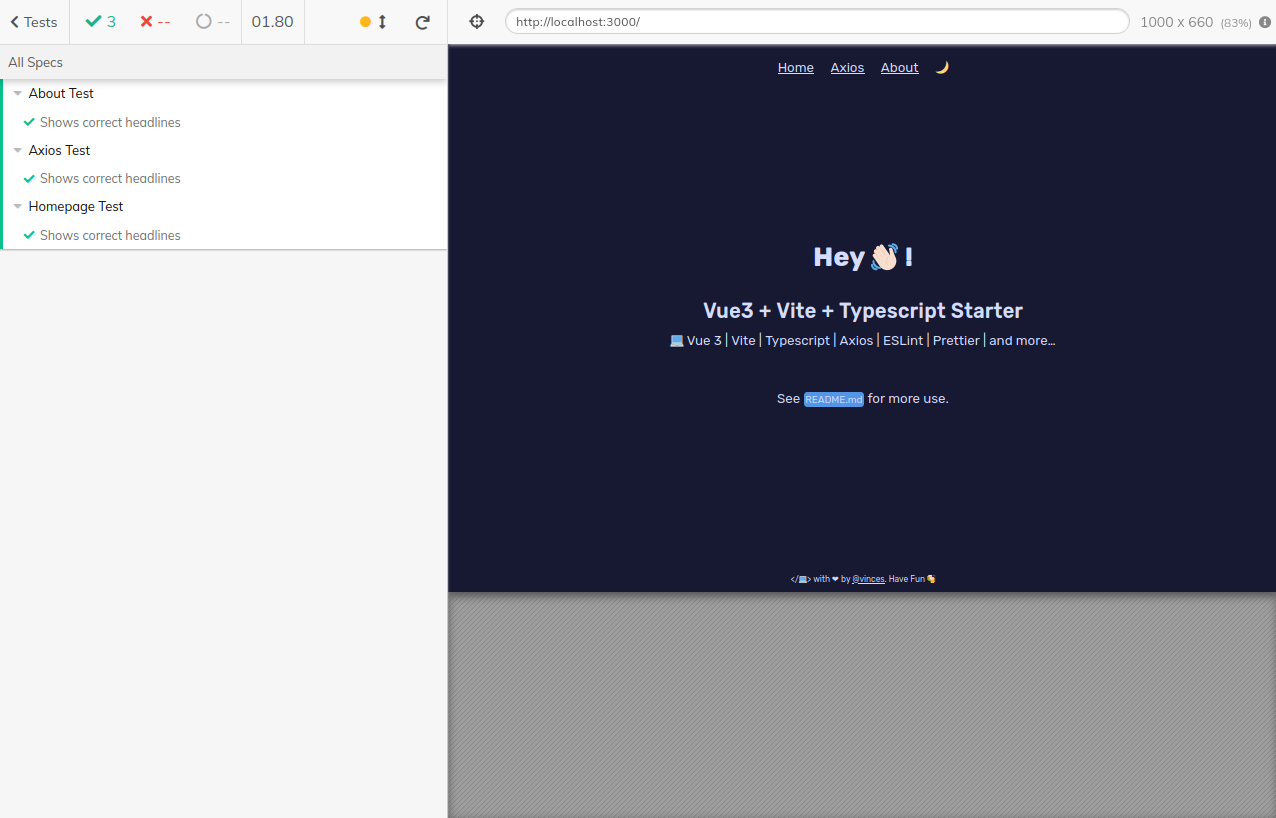 Tests 3 -- -- 01.80
http://localhost:3000/ 1000 x 660 (83%)
All Specs
About Test
Shows correct headlines
Axios Test
Shows correct headlines
Homepage Test
Shows correct headlines
Home Axios About 🌙
Hey 👋🏻 !
Vue3 + Vite + Typescript Starter
💻 Vue 3 | Vite | Typescript | Axios | ESLint | Prettier | and more…
See README.md for more use.
</💻> with ❤ by @vinces. Have Fun 🎭